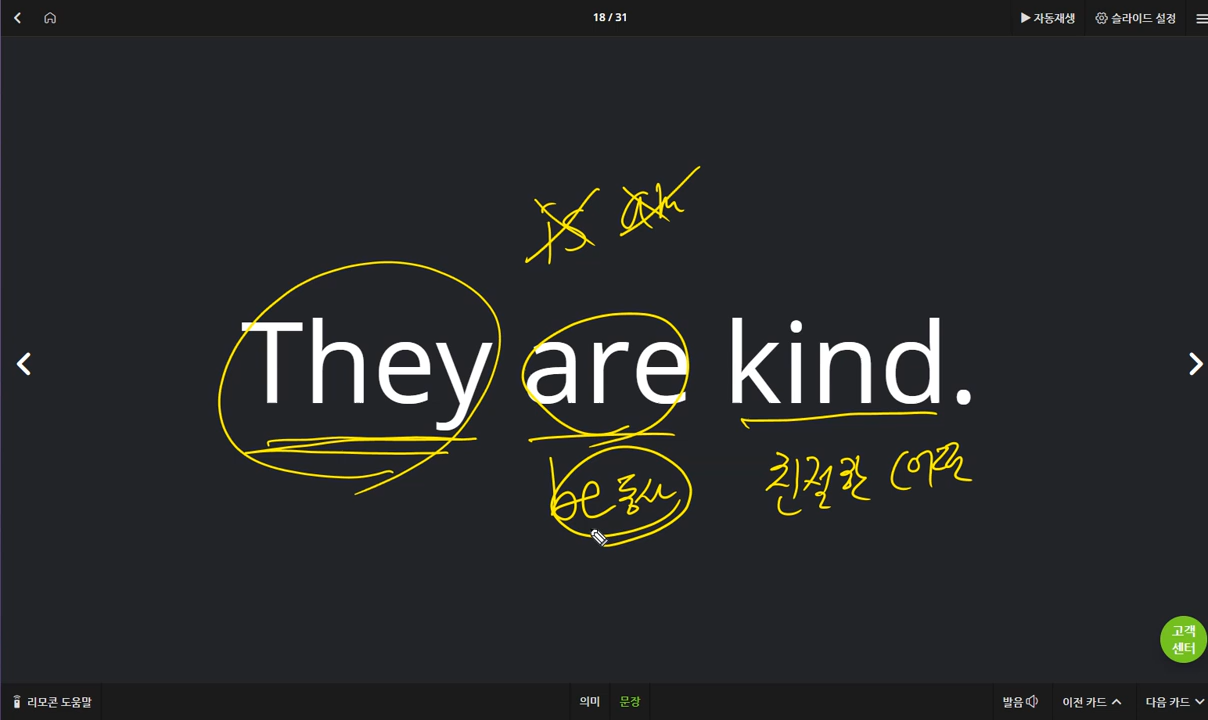 18 / 31
자동재생
슬라이드 설정
is am
They are kind.
be 동사
친절한
고객
센터
리모콘 도움말
의미
문장
발음
이전 카드
다음 카드